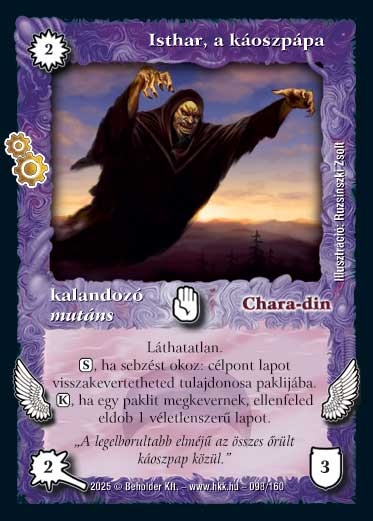 2
Isthar, a káoszpápa
Illusztráció: Ruzsinszki Zsolt
kalandozó
mutáns
Chara-din
Láthatatlan.
S, ha sebzést okoz: célpont lapot
visszakevertetheted tulajdonosa paklijába.
K, ha egy paklit megkevernek, ellenfeled
eldob 1 véletlenszerű lapot.
„A legelborultabb elméjű az összes őrült
káoszpap közül.”
2
3
2025 © Beholder Kft. – www.hkk.hu – 093/160